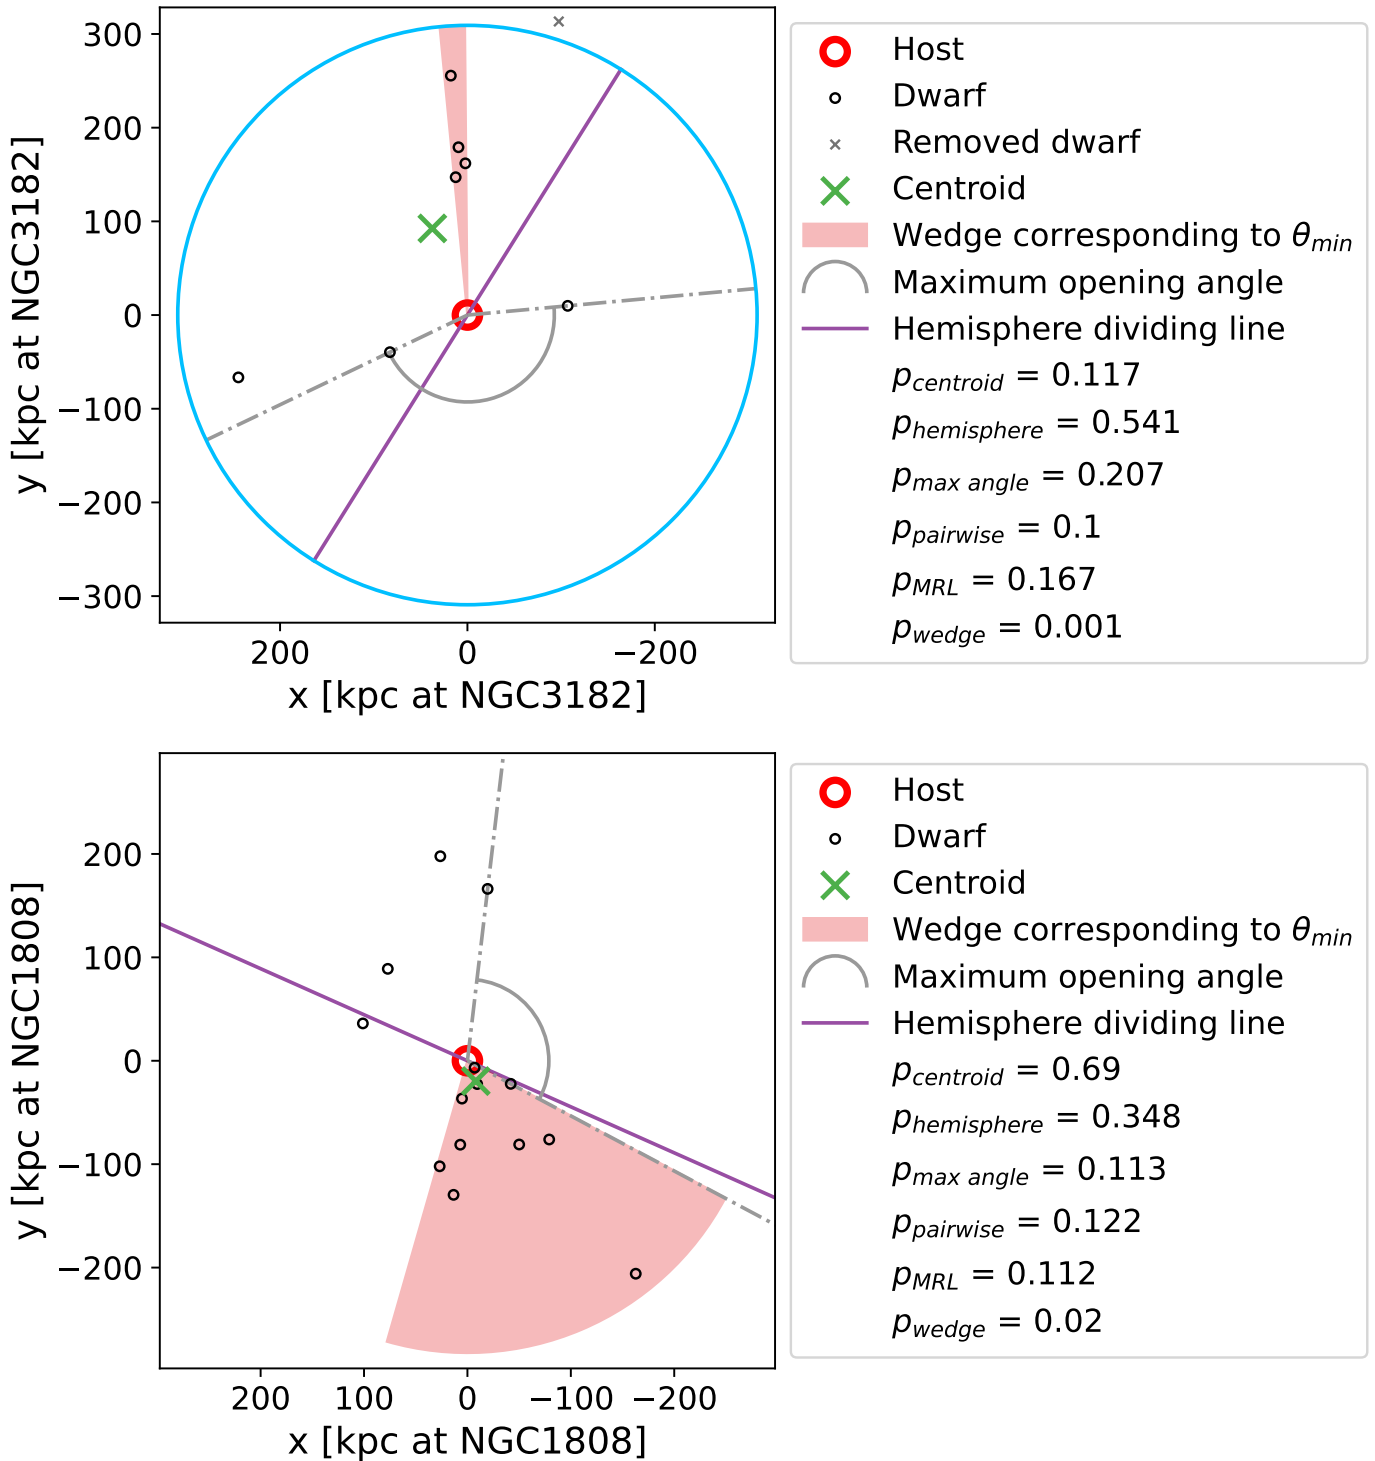 300
200
100
0
−100
−200
−300
y [kpc at NGC3182]
200
0
−200
x [kpc at NGC3182]
Host
Dwarf
Removed dwarf
Centroid
Wedge corresponding to θmin
Maximum opening angle
Hemisphere dividing line
pcentroid = 0.117
phemisphere = 0.541
pmax angle = 0.207
ppairwise = 0.1
pMRL = 0.167
pwedge = 0.001
200
100
0
−100
−200
y [kpc at NGC1808]
200
100
0
−100
−200
x [kpc at NGC1808]
Host
Dwarf
Centroid
Wedge corresponding to θmin
Maximum opening angle
Hemisphere dividing line
pcentroid = 0.69
phemisphere = 0.348
pmax angle = 0.113
ppairwise = 0.122
pMRL = 0.112
pwedge = 0.02